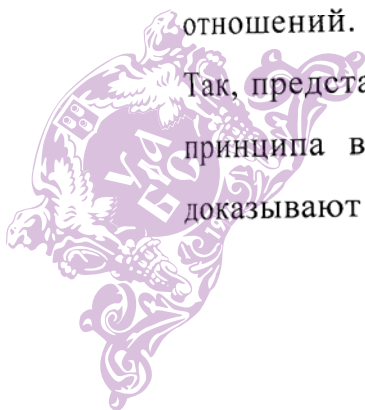 отношений.
Так, предста
принципа в
доказывают